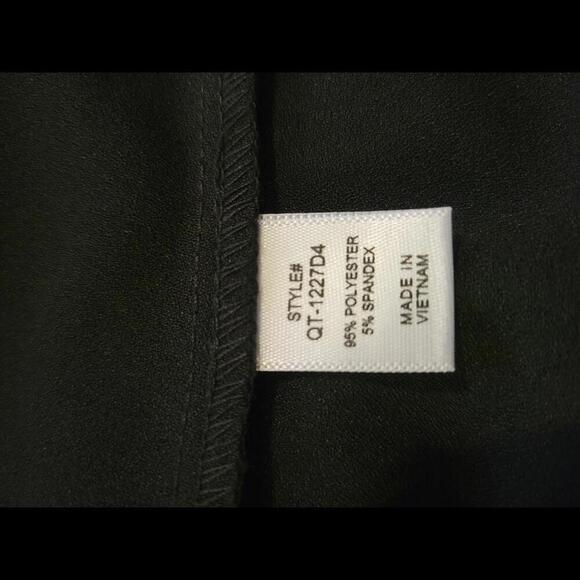 STYLE#
QT-1227D4
95% POLYESTER
5% SPANDEX
MADE IN
VIETNAM